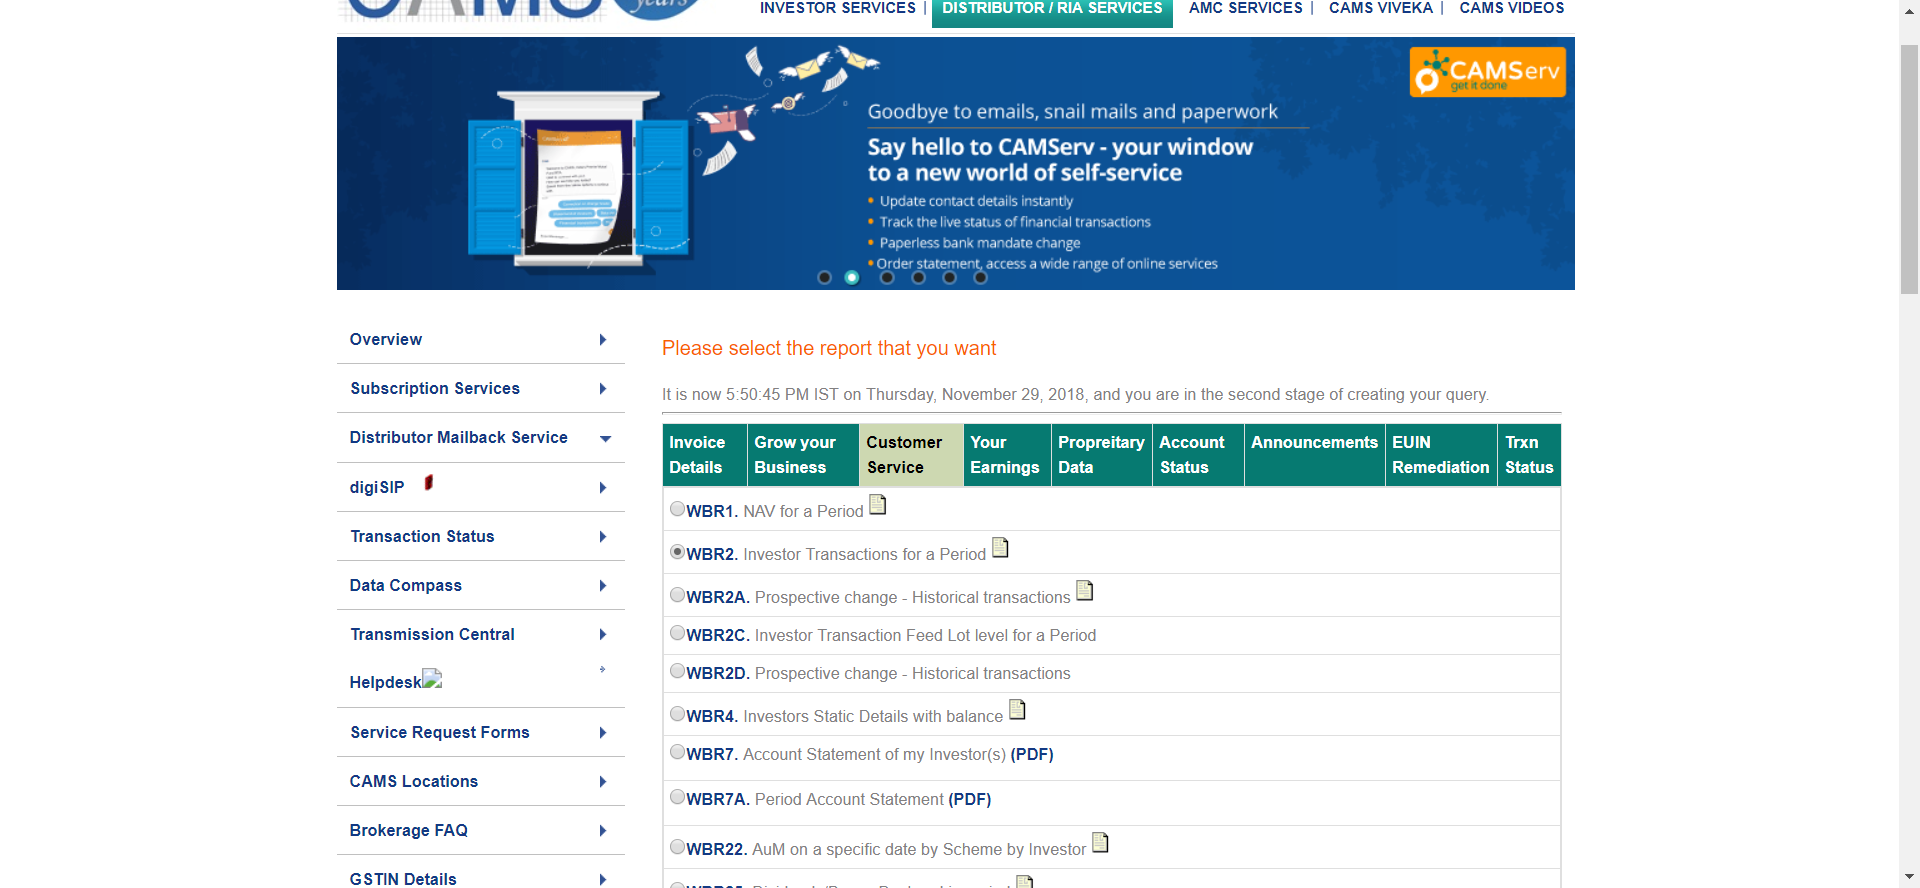 CAMS years
INVESTOR SERVICES | DISTRIBUTOR / RIA SERVICES AMC SERVICES | CAMS VIVEKA | CAMS VIDEOS
CAMServ
get it done
Goodbye to emails, snail mails and paperwork
Say hello to CAMServ - your window
to a new world of self-service
• Update contact details instantly
• Track the live status of financial transactions
• Paperless bank mandate change
• Order statement, access a wide range of online services
Overview
Subscription Services
Distributor Mailback Service
digiSIP
Transaction Status
Data Compass
Transmission Central
Helpdesk
Service Request Forms
CAMS Locations
Brokerage FAQ
GSTIN Details
Please select the report that you want
It is now 5:50:45 PM IST on Thursday, November 29, 2018, and you are in the second stage of creating your query.
Invoice Details
Grow your Business
Customer Service
Your Earnings
Propreitary Data
Account Status
Announcements
EUIN Remediation
Trxn Status
WBR1. NAV for a Period
WBR2. Investor Transactions for a Period
WBR2A. Prospective change - Historical transactions
WBR2C. Investor Transaction Feed Lot level for a Period
WBR2D. Prospective change - Historical transactions
WBR4. Investors Static Details with balance
WBR7. Account Statement of my Investor(s) (PDF)
WBR7A. Period Account Statement (PDF)
WBR22. AuM on a specific date by Scheme by Investor